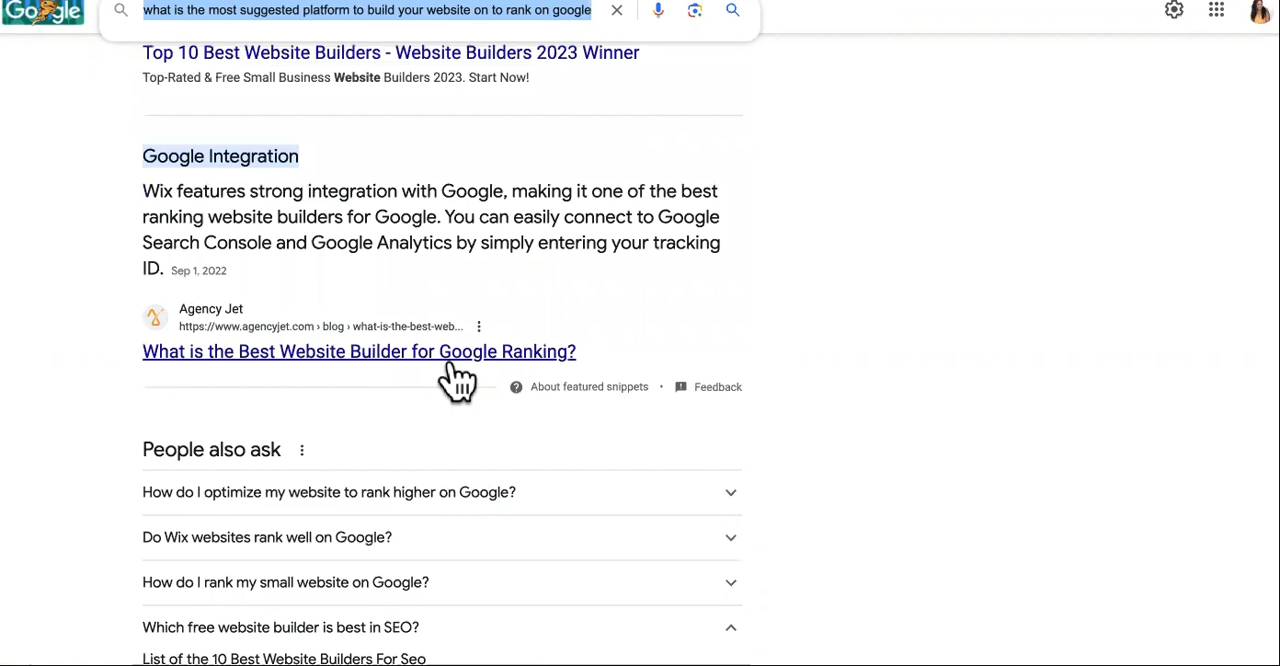 Google
what is the most suggested platform to build your website on to rank on google
Top 10 Best Website Builders - Website Builders 2023 Winner
Top-Rated & Free Small Business Website Builders 2023. Start Now!
Google Integration
Wix features strong integration with Google, making it one of the best
ranking website builders for Google. You can easily connect to Google
Search Console and Google Analytics by simply entering your tracking
ID. Sep 1, 2022
Agency Jet
https://www.agencyjet.com › blog › what-is-the-best-web...
What is the Best Website Builder for Google Ranking?
About featured snippets • Feedback
People also ask
How do I optimize my website to rank higher on Google?
Do Wix websites rank well on Google?
How do I rank my small website on Google?
Which free website builder is best in SEO?
List of the 10 Best Website Builders For Seo